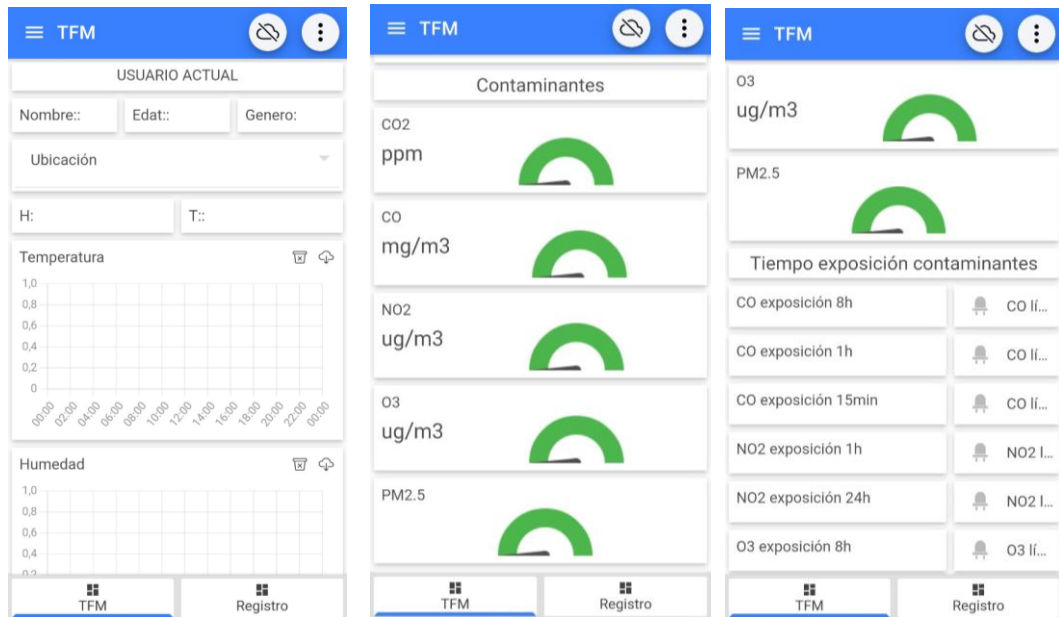 TFM
USUARIO ACTUAL
Nombre:: Edat:: Genero:
Ubicación
H: T::
Temperatura
1,0
0,8
0,6
0,4
0,2
0
00:00 02:00 04:00 06:00 08:00 10:00 12:00 14:00 16:00 18:00 20:00 22:00 00:00
Humedad
1,0
0,8
0,6
0,4
0,2
TFM Registro
TFM
Contaminantes
CO2
ppm
CO
mg/m3
NO2
ug/m3
O3
ug/m3
PM2.5
TFM Registro
TFM
O3
ug/m3
PM2.5
Tiempo exposición contaminantes
CO exposición 8h CO lí...
CO exposición 1h CO lí...
CO exposición 15min CO lí...
NO2 exposición 1h NO2 l...
NO2 exposición 24h NO2 l...
O3 exposición 8h O3 lí...
TFM Registro